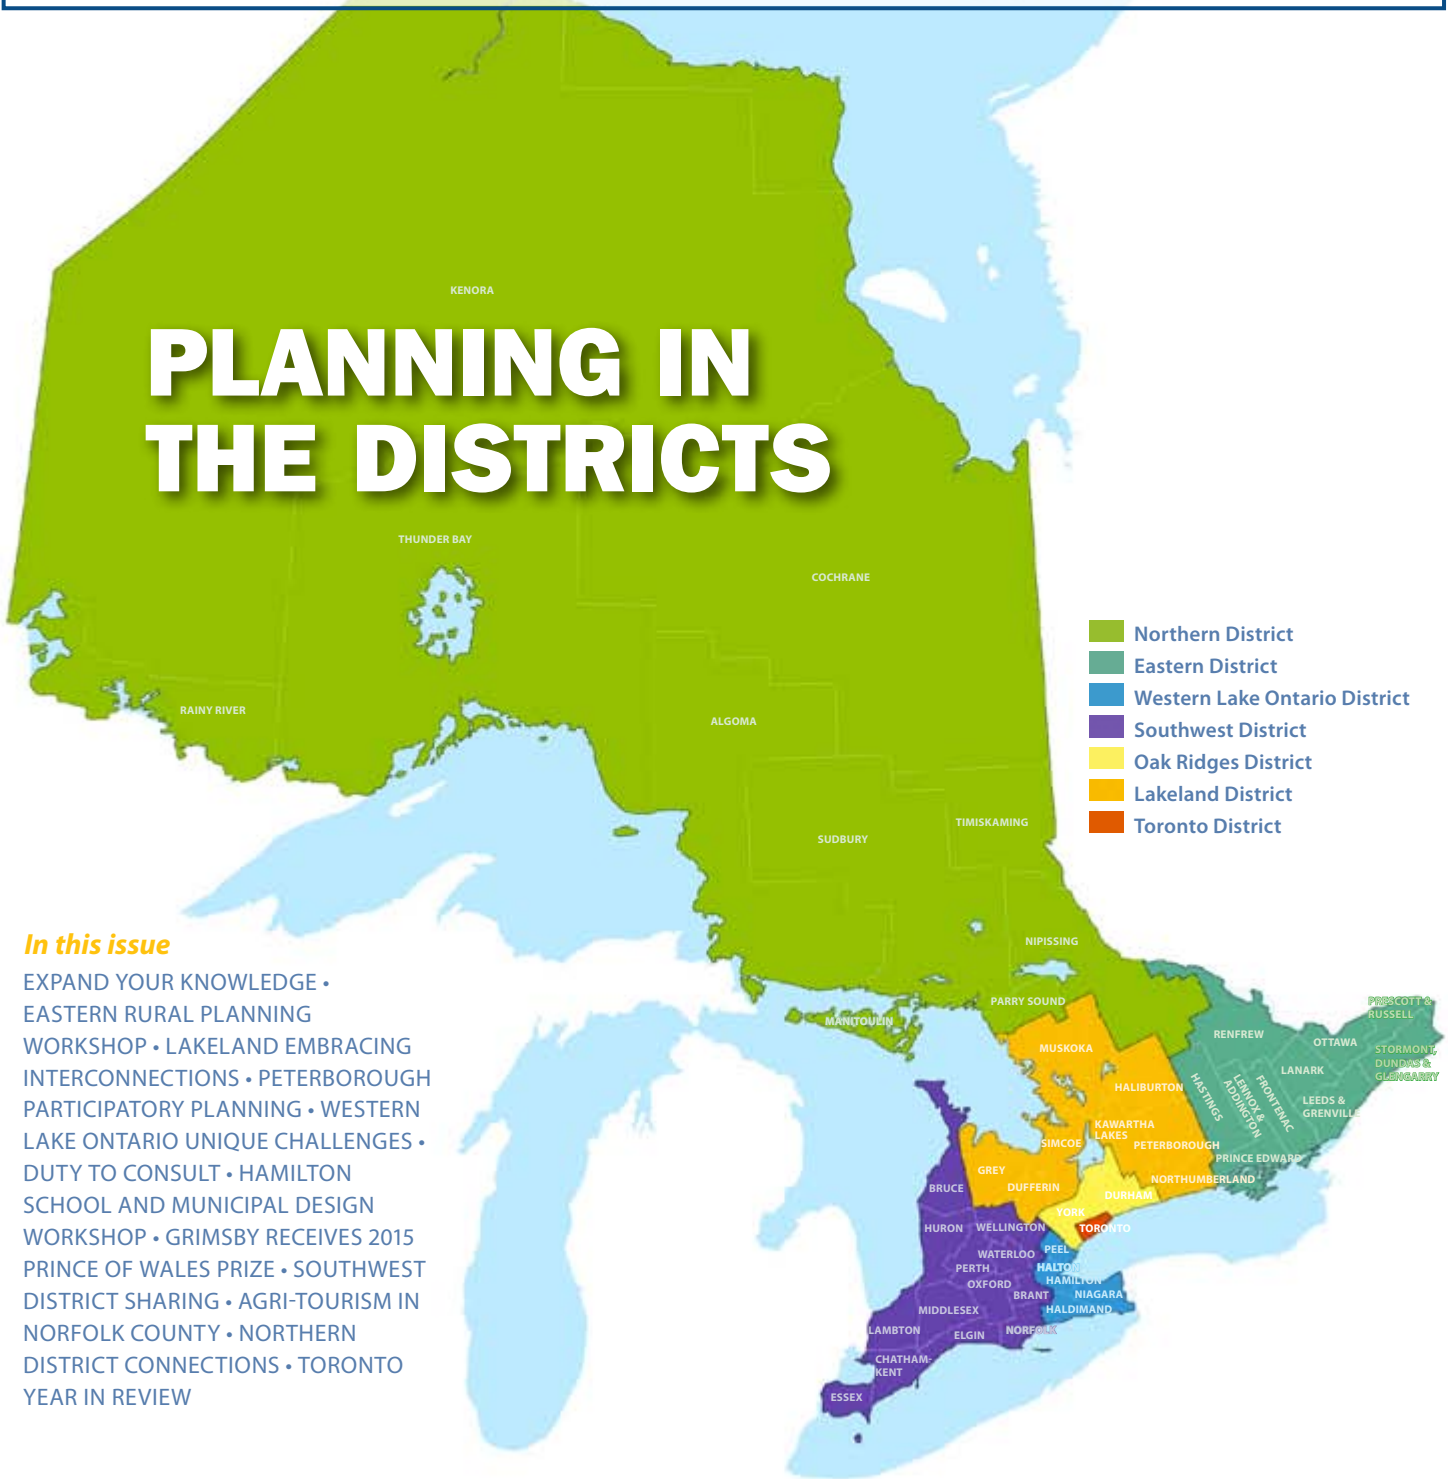 KENORA
PLANNING IN
THE DISTRICTS
THUNDER BAY
COCHRANE
RAINY RIVER
ALGOMA
SUDBURY
TIMISKAMING
NIPISSING
PARRY SOUND
MANITOULIN
Northern District
Eastern District
Western Lake Ontario District
Southwest District
Oak Ridges District
Lakeland District
Toronto District
In this issue
EXPAND YOUR KNOWLEDGE •
EASTERN RURAL PLANNING
WORKSHOP • LAKELAND EMBRACING
INTERCONNECTIONS • PETERBOROUGH
PARTICIPATORY PLANNING • WESTERN
LAKE ONTARIO UNIQUE CHALLENGES •
DUTY TO CONSULT • HAMILTON
SCHOOL AND MUNICIPAL DESIGN
WORKSHOP • GRIMSBY RECEIVES 2015
PRINCE OF WALES PRIZE • SOUTHWEST
DISTRICT SHARING • AGRI-TOURISM IN
NORFOLK COUNTY • NORTHERN
DISTRICT CONNECTIONS • TORONTO
YEAR IN REVIEW
PRESCOTT &
RUSSELL
RENFREW
OTTAWA
STORMONT,
DUNDAS &
GLENGARRY
LANARK
LEEDS &
GRENVILLE
HASTINGS
LENNOX &
ADDINGTON
FRONTENAC
PRINCE EDWARD
MUSKOKA
HALIBURTON
KAWARTHA
LAKES
SIMCOE
PETERBOROUGH
NORTHUMBERLAND
GREY
DUFFERIN
DURHAM
YORK
TORONTO
BRUCE
HURON
WELLINGTON
WATERLOO
PERTH
OXFORD
BRANT
PEEL
HALTON
HAMILTON
NIAGARA
HALDIMAND
MIDDLESEX
LAMBTON
ELGIN
NORFOLK
CHATHAM-
KENT
ESSEX